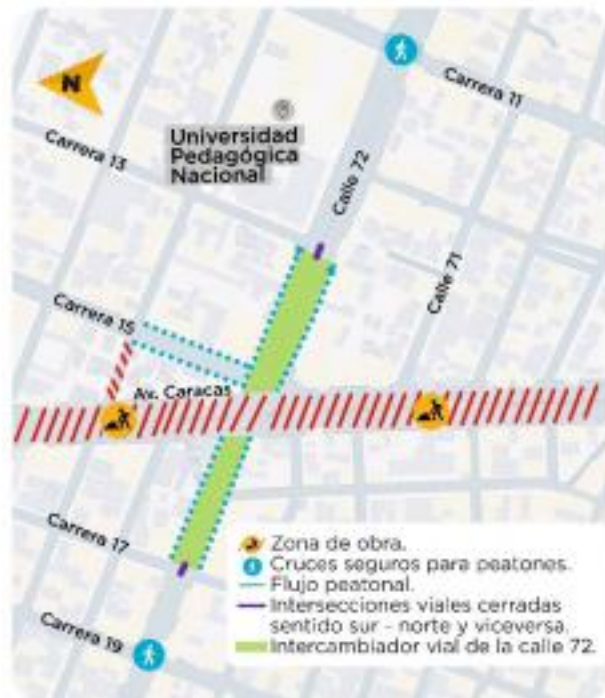 N
Carrera 11
Universidad
Pedagógica
Nacional
Carrera 13
Calle 72
Calle 71
Carrera 15
Av. Caracas
Carrera 17
Carrera 19
Zona de obra.
Cruces seguros para peatones.
Flujo peatonal.
Intersecciones viales cerradas
sentido sur - norte y viceversa.
Intercambiador vial de la calle 72.